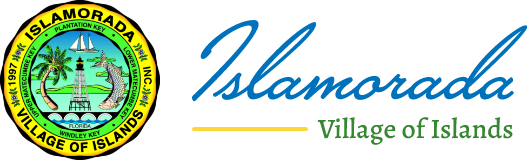 ISLAMORADA
INC.
1997
VILLAGE OF ISLANDS
PLANTATION KEY
UPPER MATECUMBE KEY
LOWER MATECUMBE KEY
WINDLEY KEY
FLORIDA
Islamorada
Village of Islands